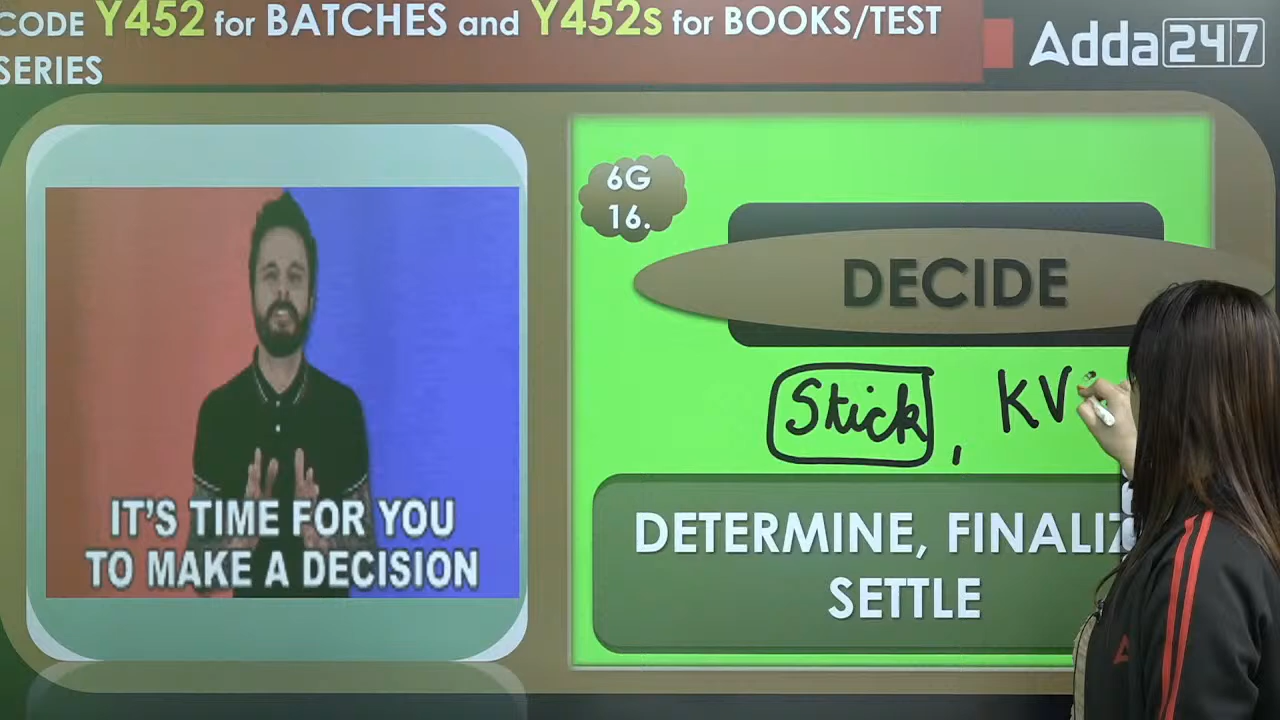 CODE Y452 for BATCHES and Y452s for BOOKS/TEST
SERIES
Adda247
6G
16.
DECIDE
Stick, KV
DETERMINE,
SETTLE
IT'S TIME FOR YOU
TO MAKE A DECISION